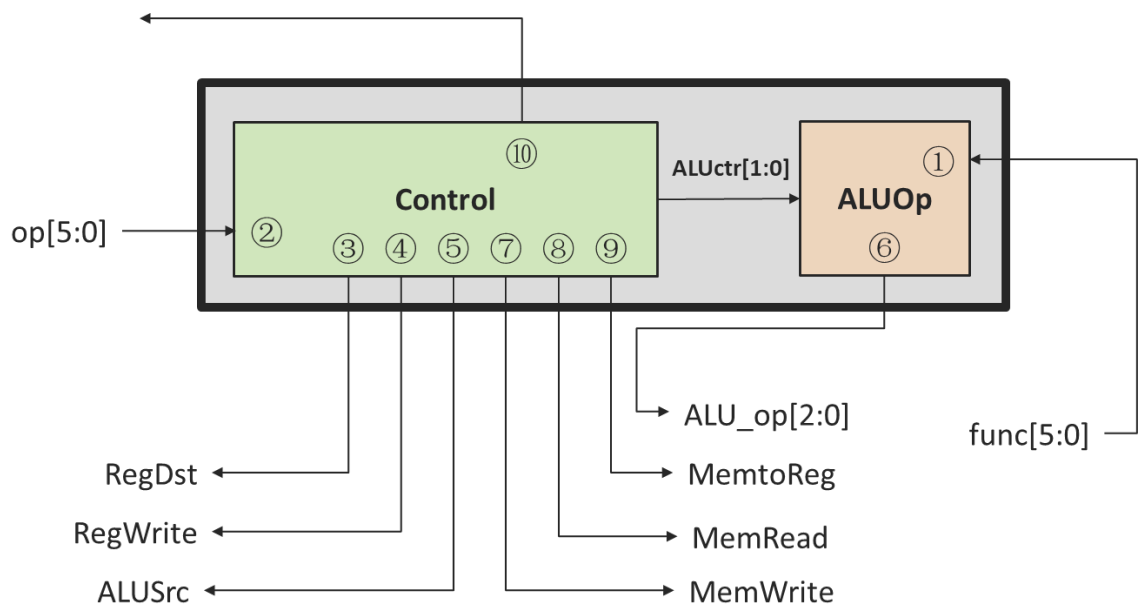 ⑩
ALUctr[1:0]
①
Control
ALUOp
op[5:0]
②
③ ④ ⑤ ⑦ ⑧ ⑨
⑥
ALU_op[2:0]
func[5:0]
RegDst
MemtoReg
RegWrite
MemRead
ALUSrc
MemWrite